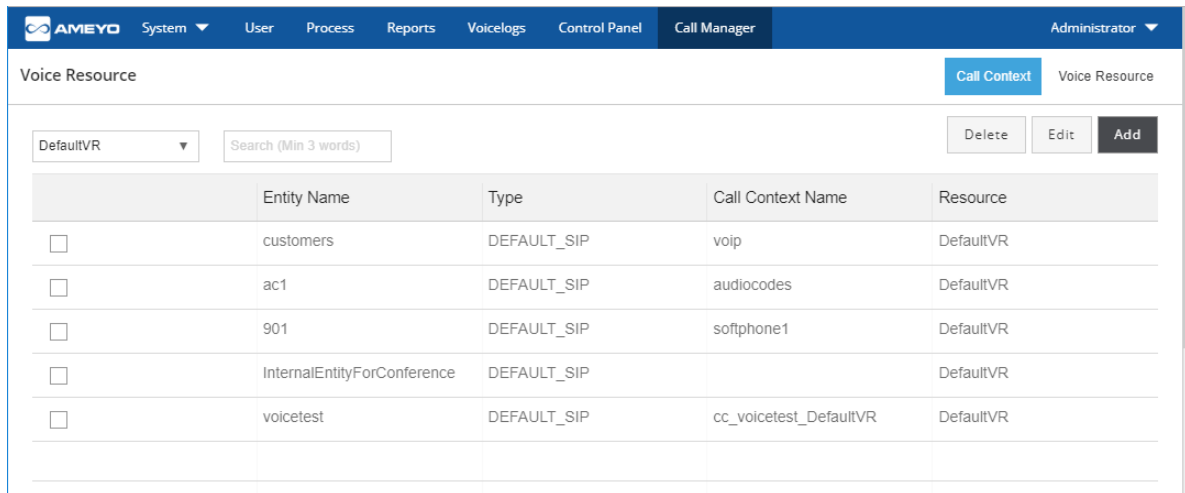 AMEYO System User Process Reports Voicelogs Control Panel Call Manager Administrator
Voice Resource Call Context Voice Resource
DefaultVR Search (Min 3 words) Delete Edit Add
Entity Name Type Call Context Name Resource
customers DEFAULT_SIP voip DefaultVR
ac1 DEFAULT_SIP audiocodes DefaultVR
901 DEFAULT_SIP softphone1 DefaultVR
InternalEntityForConference DEFAULT_SIP DefaultVR
voicetest DEFAULT_SIP cc_voicetest_DefaultVR DefaultVR